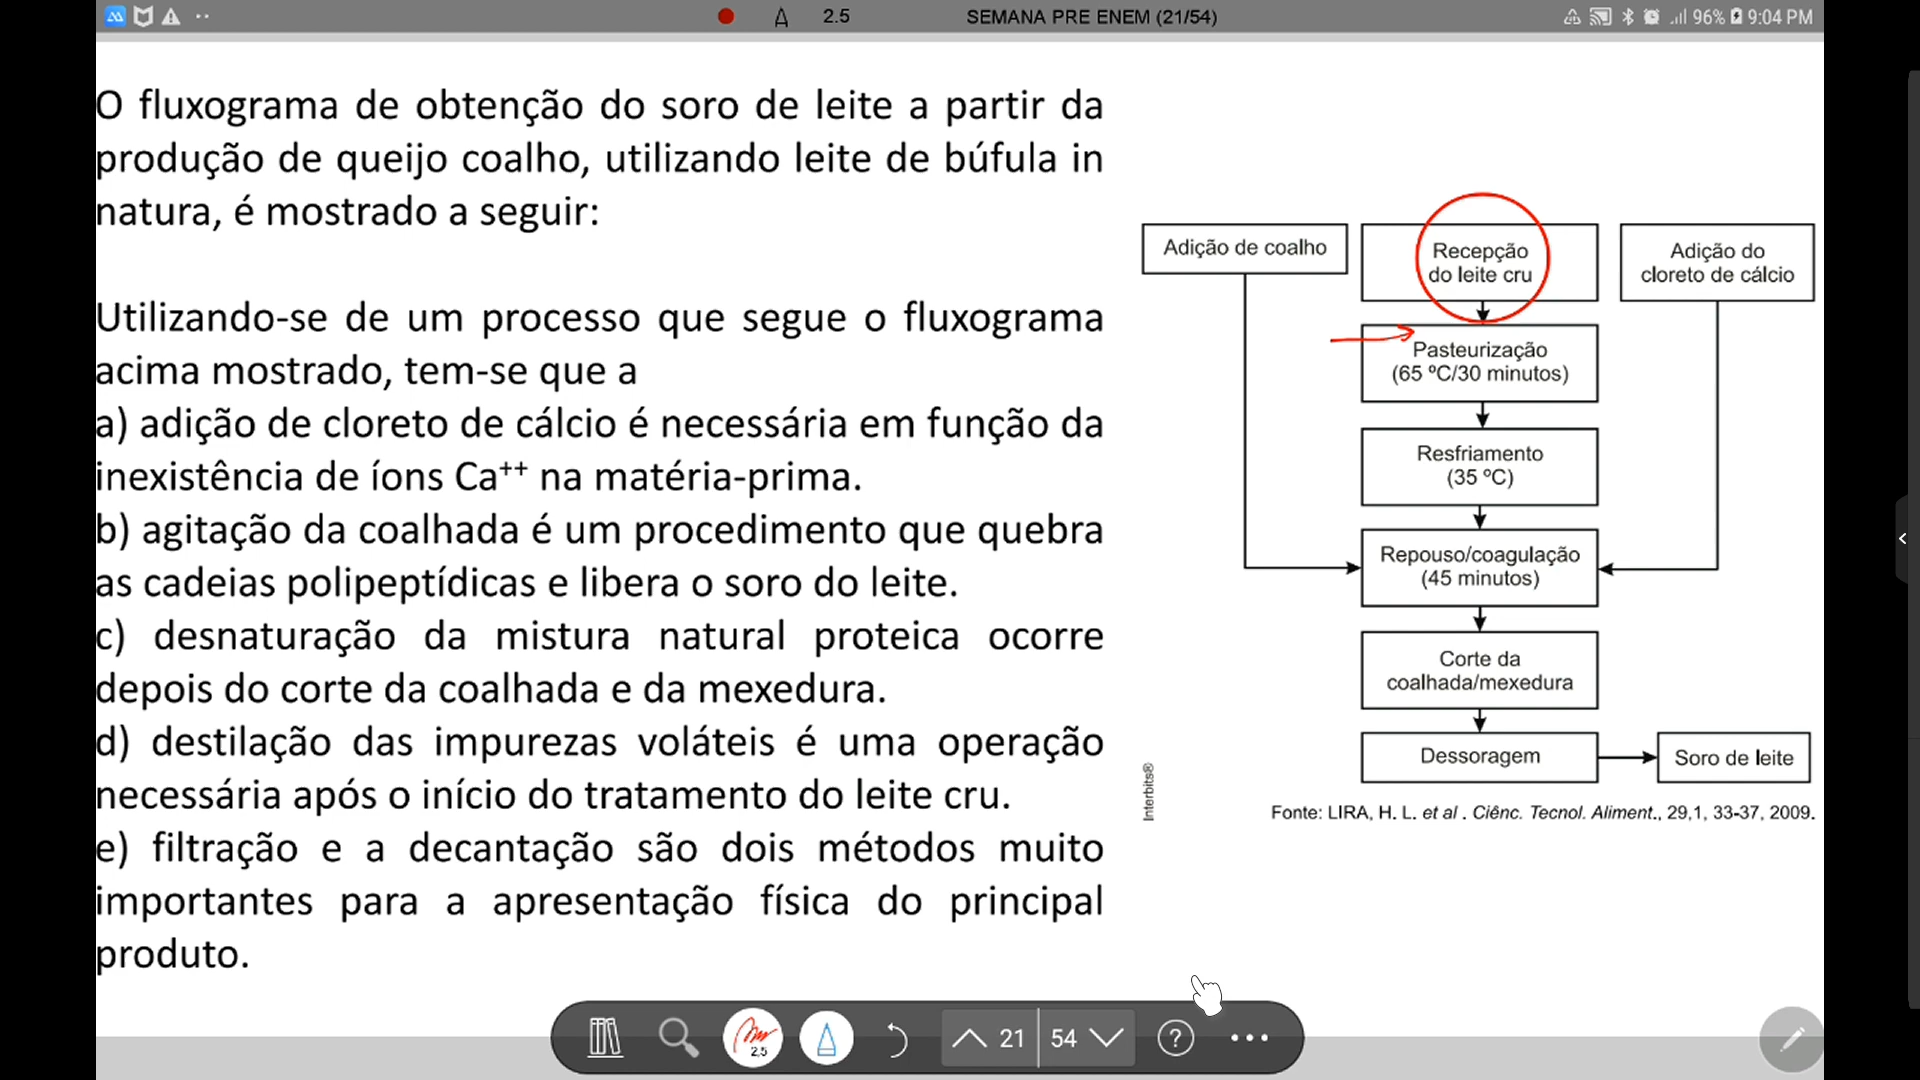 2.5
SEMANA PRE ENEM (21/54)
96%
9:04 PM
O fluxograma de obtenção do soro de leite a partir da
produção de queijo coalho, utilizando leite de búfula in
natura, é mostrado a seguir:
Utilizando-se de um processo que segue o fluxograma
acima mostrado, tem-se que a
a) adição de cloreto de cálcio é necessária em função da
inexistência de íons Ca⁺⁺ na matéria-prima.
b) agitação da coalhada é um procedimento que quebra
as cadeias polipeptídicas e libera o soro do leite.
c) desnaturação da mistura natural proteica ocorre
depois do corte da coalhada e da mexedura.
d) destilação das impurezas voláteis é uma operação
necessária após o início do tratamento do leite cru.
e) filtração e a decantação são dois métodos muito
importantes para a apresentação física do principal
produto.
Adição de coalho
Recepção
do leite cru
Adição do
cloreto de cálcio
Pasteurização
(65 ºC/30 minutos)
Resfriamento
(35 ºC)
Repouso/coagulação
(45 minutos)
Corte da
coalhada/mexedura
Dessoragem
Soro de leite
Interbits®
Fonte: LIRA, H. L. et al . Ciênc. Tecnol. Aliment., 29,1, 33-37, 2009.
2,5
21
54
?